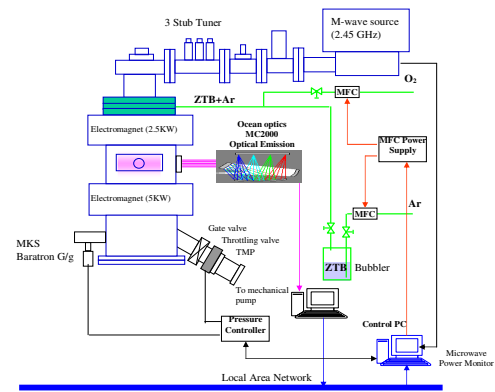 3 Stub Tuner
M-wave source
(2.45 GHz)
O2
ZTB+Ar
MFC
Electromagnet (2.5KW)
Ocean optics
MC2000
Optical Emission
MFC Power
Supply
Electromagnet (5KW)
Ar
MFC
MKS
Baratron G/g
Gate valve
Throttling valve
TMP
ZTB
Bubbler
To mechanical
pump
Pressure
Controller
Control PC
Microwave
Power Monitor
Local Area Network